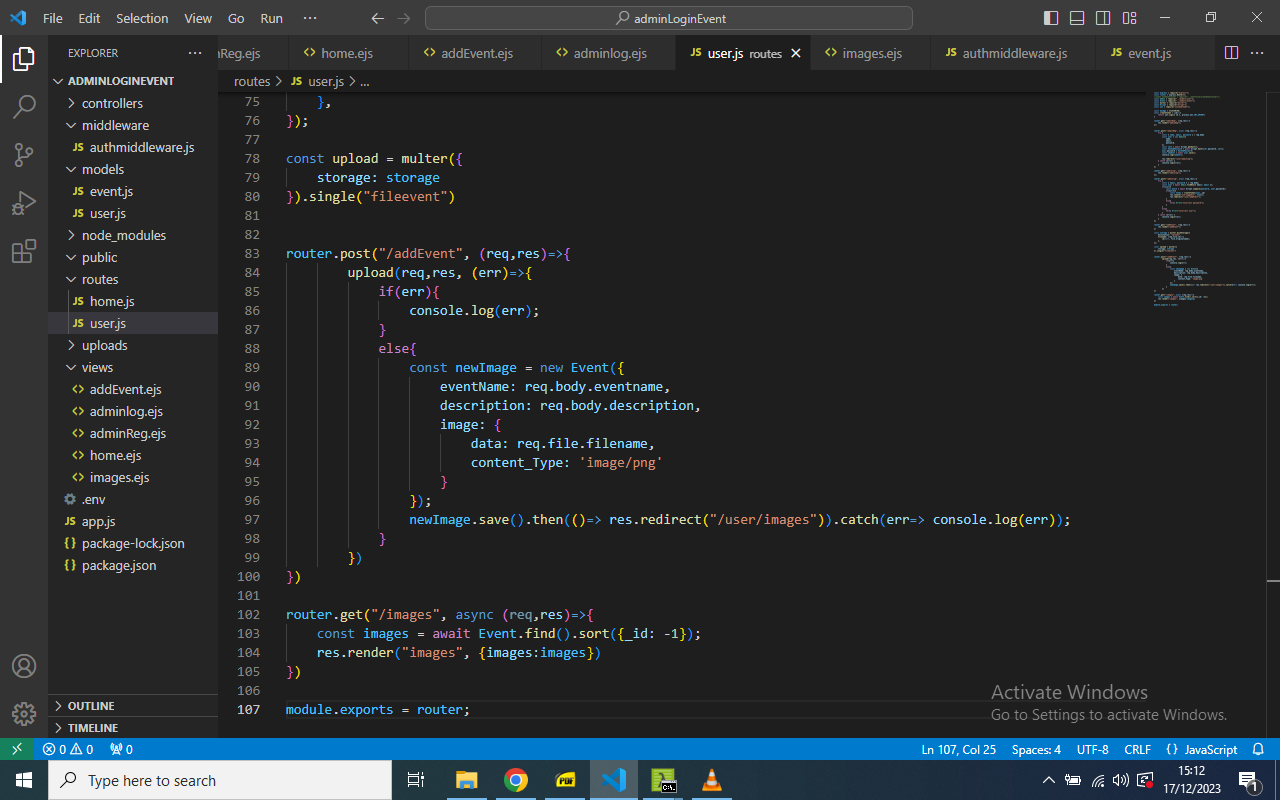 File Edit Selection View Go Run ··· adminLoginEvent
EXPLORER ···
nReg.ejs home.ejs addEvent.ejs adminlog.ejs JS user.js routes images.ejs JS authmiddleware.js JS event.js ···
routes > JS user.js > ...
ADMINLOGINEVENT
controllers
middleware
JS authmiddleware.js
models
JS event.js
JS user.js
node_modules
public
routes
JS home.js
JS user.js
uploads
views
addEvent.ejs
adminlog.ejs
adminReg.ejs
home.ejs
images.ejs
.env
JS app.js
{} package-lock.json
{} package.json
OUTLINE
TIMELINE
75 },
76 });
77
78 const upload = multer({
79 storage: storage
80 }).single("fileevent")
81
82
83 router.post("/addEvent", (req,res)=>{
84 upload(req,res, (err)=>{
85 if(err){
86 console.log(err);
87 }
88 else{
89 const newImage = new Event({
90 eventName: req.body.eventname,
91 description: req.body.description,
92 image: {
93 data: req.file.filename,
94 content_Type: 'image/png'
95 }
96 });
97 newImage.save().then(()=> res.redirect("/user/images")).catch(err=> console.log(err));
98 }
99 })
100 })
101
102 router.get("/images", async (req,res)=>{
103 const images = await Event.find().sort({_id: -1});
104 res.render("images", {images:images})
105 })
106
107 module.exports = router;
Activate Windows
Go to Settings to activate Windows.
0 0 0 Ln 107, Col 25 Spaces: 4 UTF-8 CRLF {} JavaScript
Type here to search PDF C:\. 15:12
17/12/2023 1